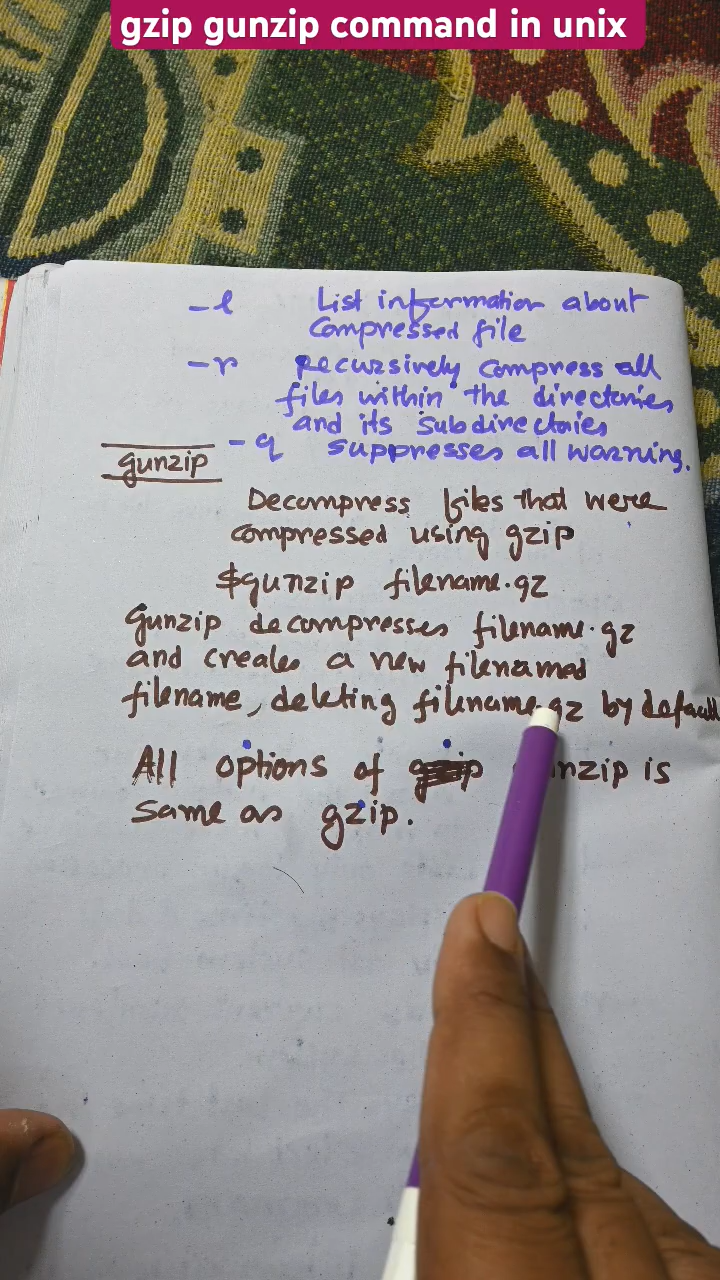 gzip gunzip command in unix
-l List information about
compressed file
-r Recursively compress all
files within the directories
and its subdirectories
-q suppresses all warning.
gunzip
Decompress files that were
compressed using gzip
$gunzip filename.gz
Gunzip decompresses filename.gz
and creates a new filenamed
filename, deleting filename.gz by default
All options of unzip is
same as gzip.